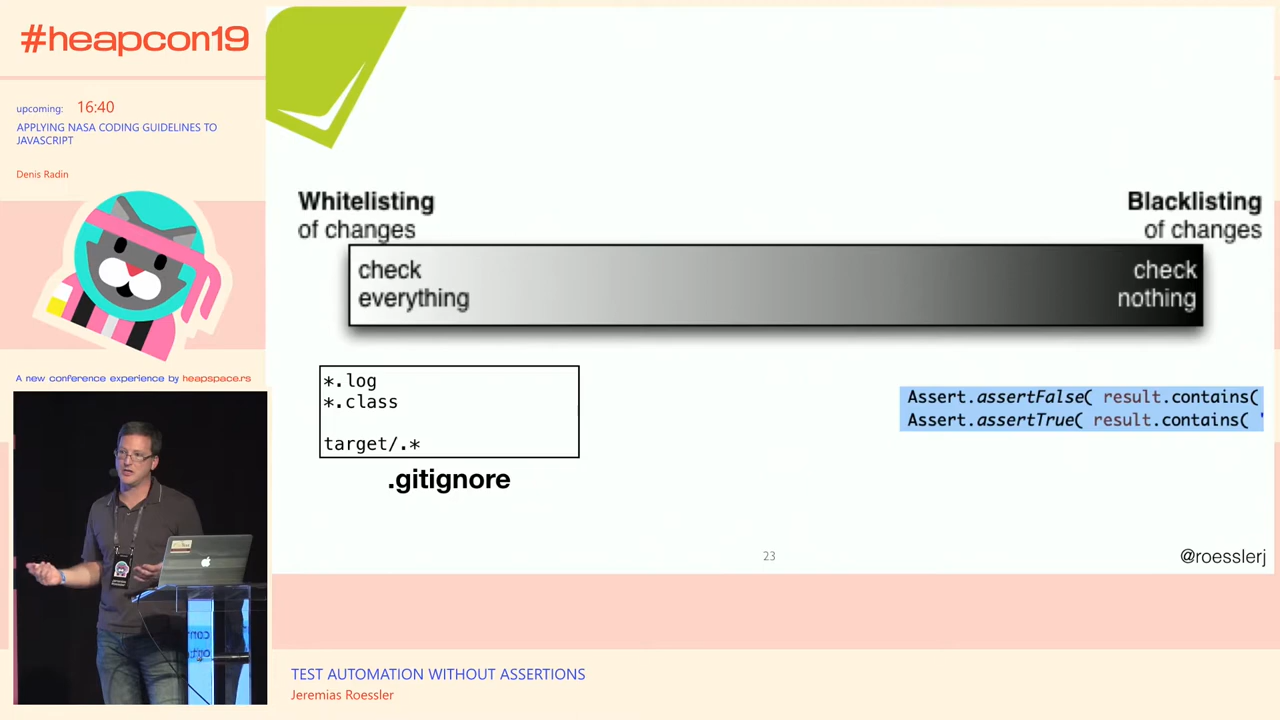 #heapcon19
upcoming: 16:40
APPLYING NASA CODING GUIDELINES TO
JAVASCRIPT
Denis Radin
A new conference experience by heapspace.rs
Whitelisting
of changes
Blacklisting
of changes
check
everything
check
nothing
*.log
*.class
target/.*
.gitignore
Assert.assertFalse( result.contains(
Assert.assertTrue( result.contains( '
23
@roesslerj
TEST AUTOMATION WITHOUT ASSERTIONS
Jeremias Roessler